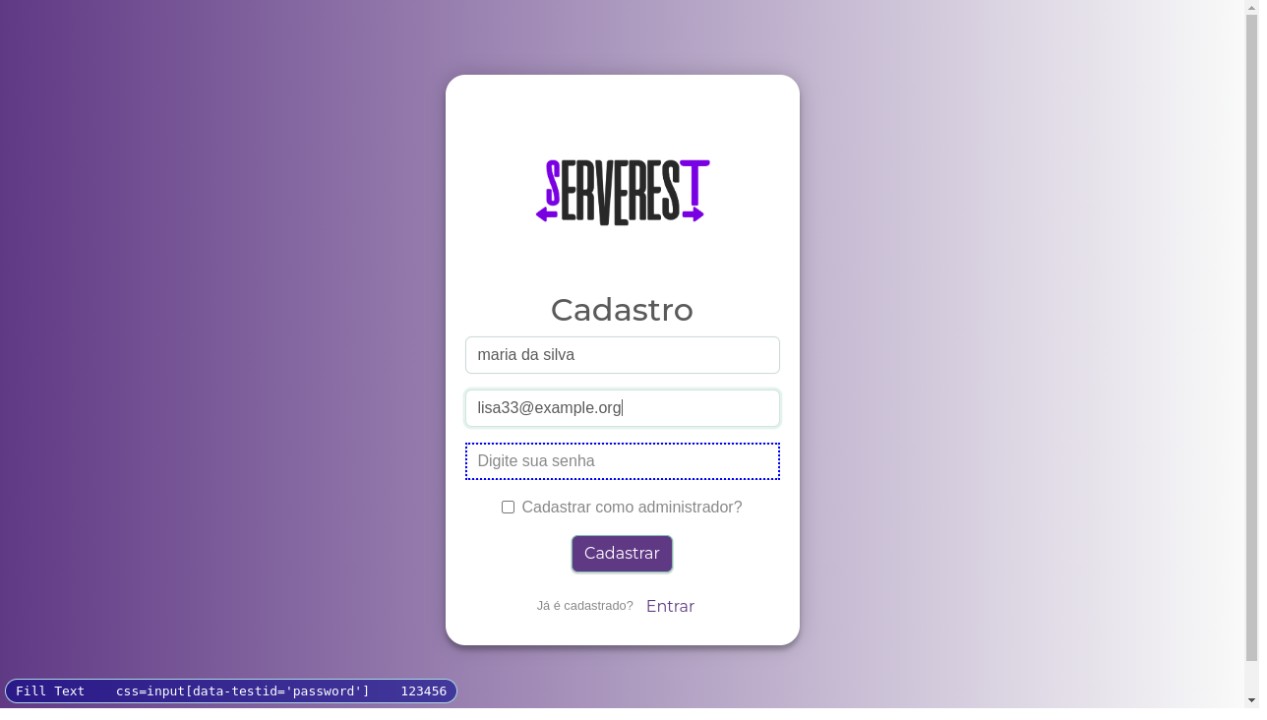 SERVEREST
Cadastro
maria da silva
lisa33@example.org
Digite sua senha
Cadastrar como administrador?
Cadastrar
Já é cadastrado? Entrar
Fill Text css=input[data-testid='password'] 123456